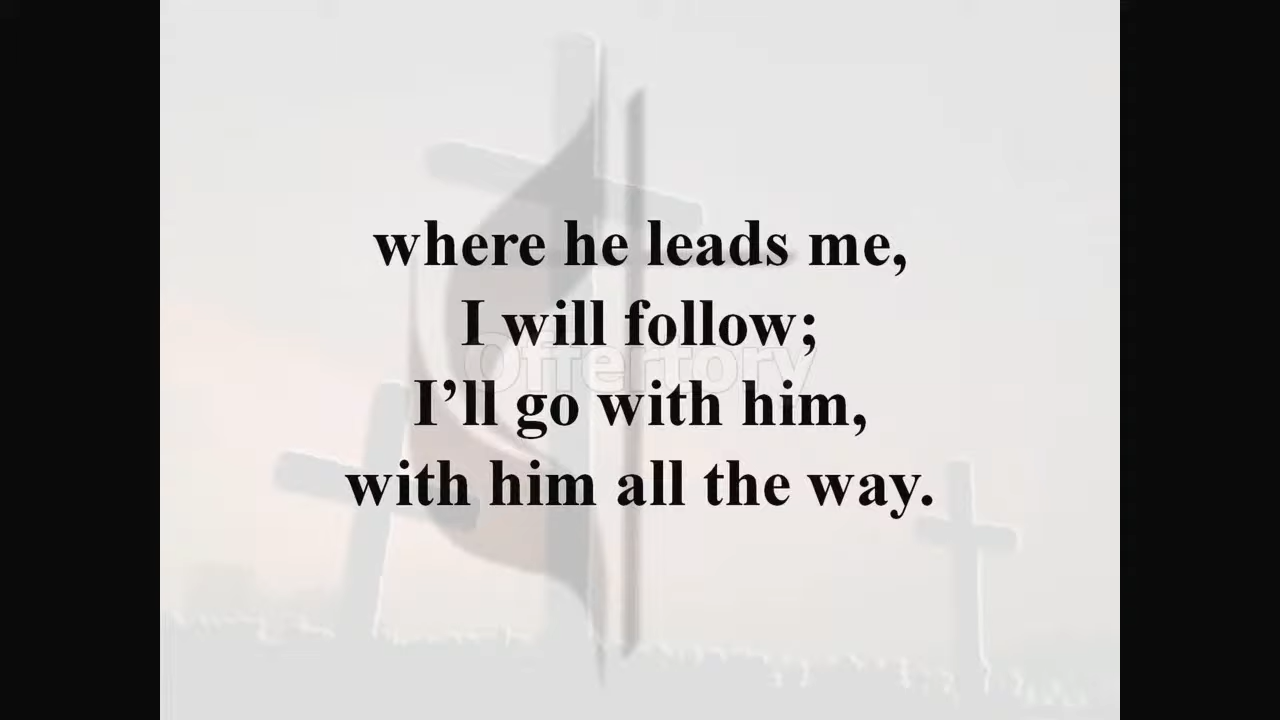 where he leads me,
I will follow;
Offertory
I’ll go with him,
with him all the way.